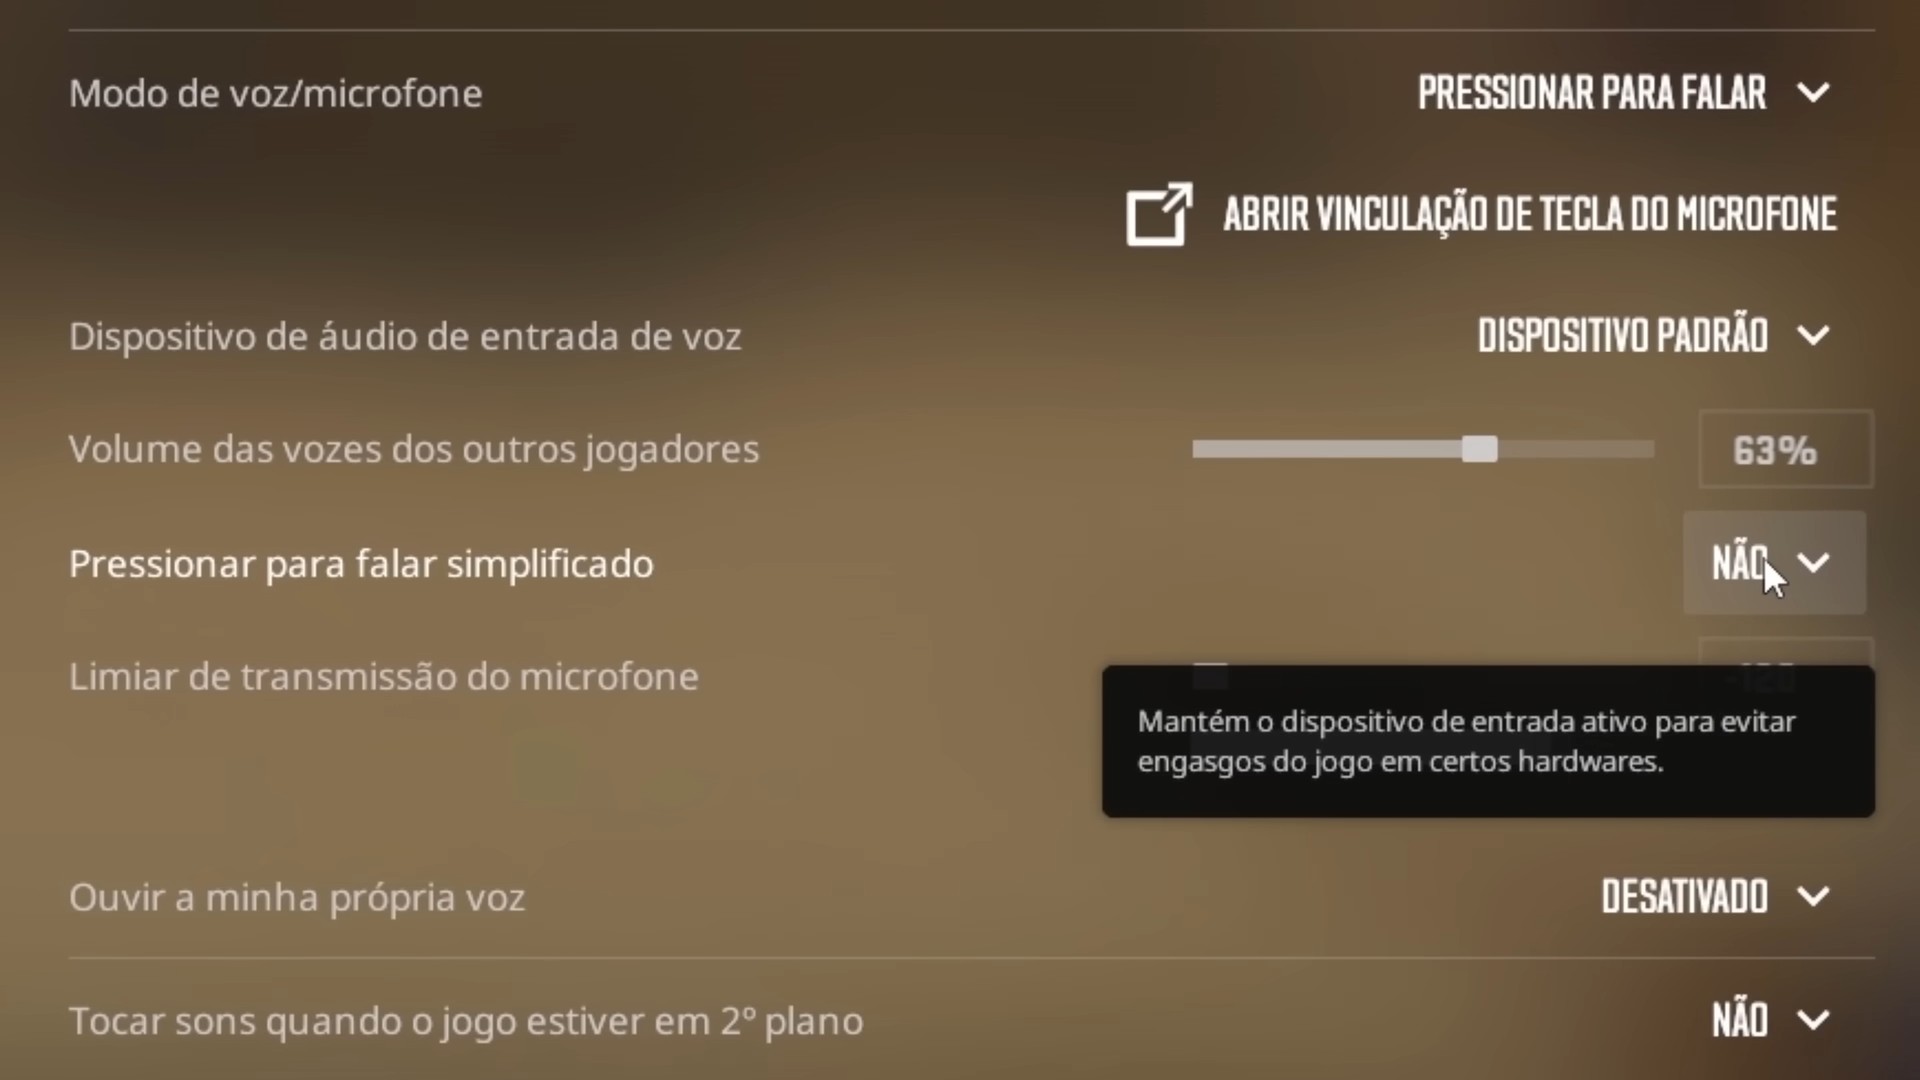 Modo de voz/microfone PRESSIONAR PARA FALAR
ABRIR VINCULAÇÃO DE TECLA DO MICROFONE
Dispositivo de áudio de entrada de voz DISPOSITIVO PADRÃO
Volume das vozes dos outros jogadores 63%
Pressionar para falar simplificado NÃO
Limiar de transmissão do microfone -120
Mantém o dispositivo de entrada ativo para evitar
engasgos do jogo em certos hardwares.
Ouvir a minha própria voz DESATIVADO
Tocar sons quando o jogo estiver em 2º plano NÃO